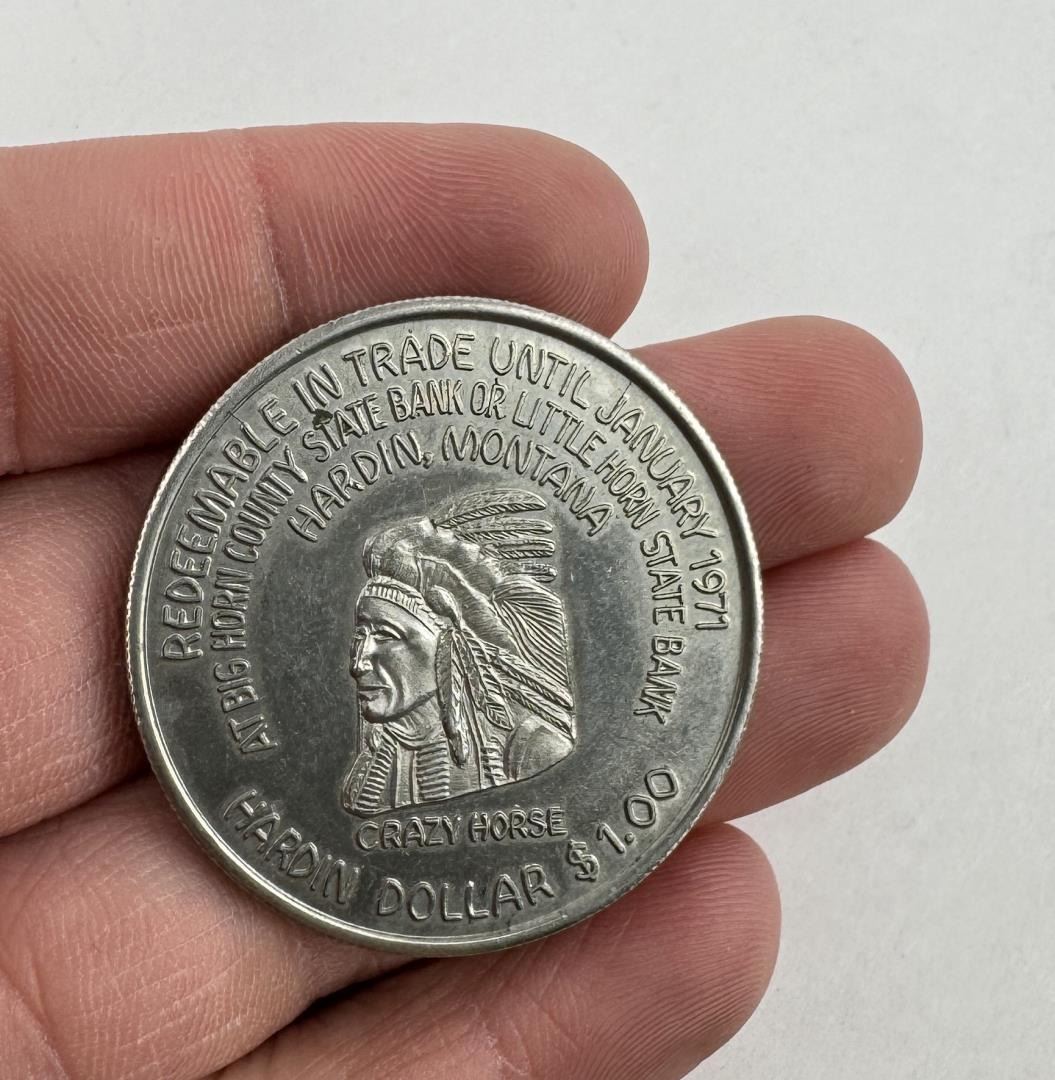 REDEEMABLE IN TRADE UNTIL JANUARY 1971
AT BIG HORN COUNTY STATE BANK OR LITTLE HORN STATE BANK
HARDIN, MONTANA
CRAZY HORSE
HARDIN DOLLAR $1.00